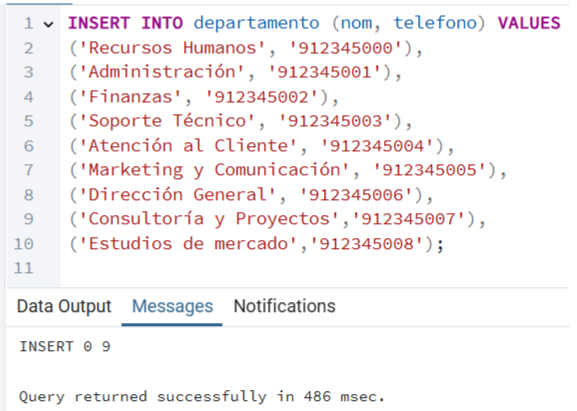 1 INSERT INTO departamento (nom, telefono) VALUES
2 ('Recursos Humanos', '912345000'),
3 ('Administración', '912345001'),
4 ('Finanzas', '912345002'),
5 ('Soporte Técnico', '912345003'),
6 ('Atención al Cliente', '912345004'),
7 ('Marketing y Comunicación', '912345005'),
8 ('Dirección General', '912345006'),
9 ('Consultoría y Proyectos','912345007'),
10 ('Estudios de mercado','912345008');
11
Data Output Messages Notifications
INSERT 0 9
Query returned successfully in 486 msec.